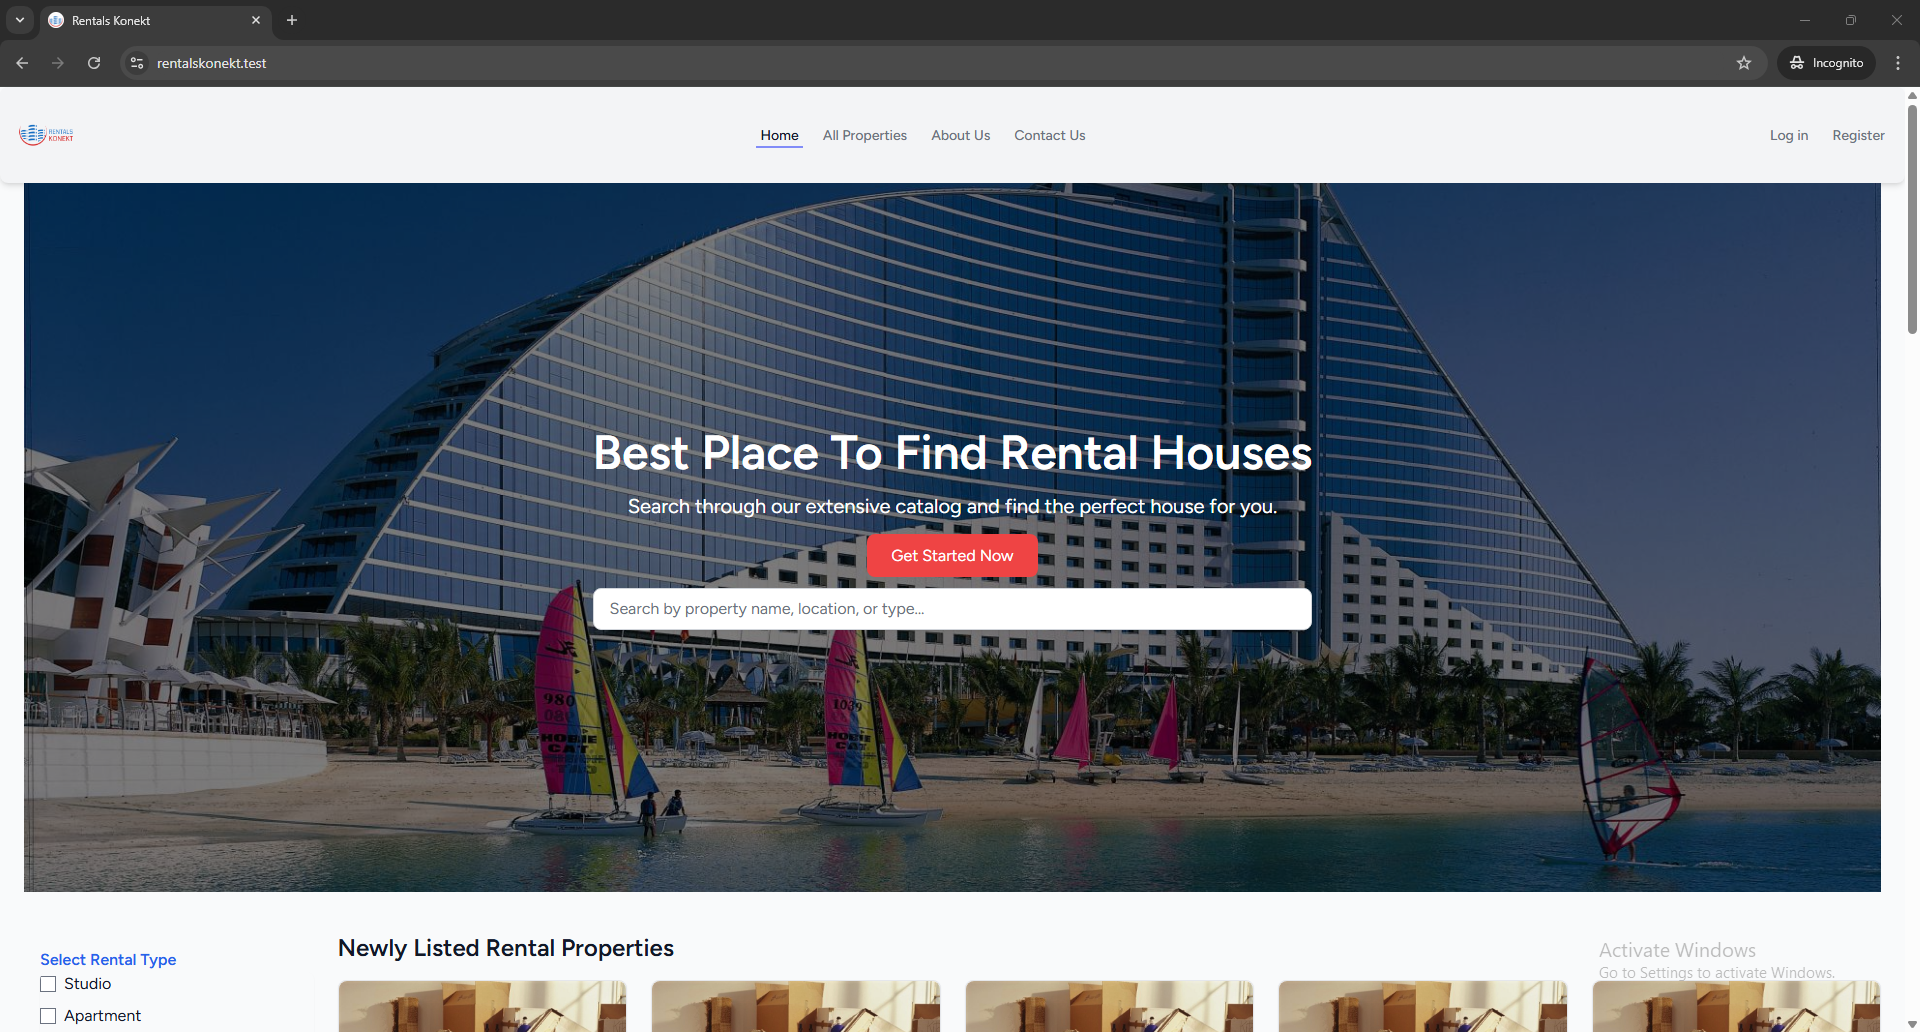 Rentals Konekt
rentalskonekt.test
Incognito
RENTALS
KONEKT
Home
All Properties
About Us
Contact Us
Log in
Register
Best Place To Find Rental Houses
Search through our extensive catalog and find the perfect house for you.
Get Started Now
Search by property name, location, or type...
980
HOBIE
CAT
1039
HOBIE
CAT
Select Rental Type
Studio
Apartment
Newly Listed Rental Properties
Activate Windows
Go to Settings to activate Windows.